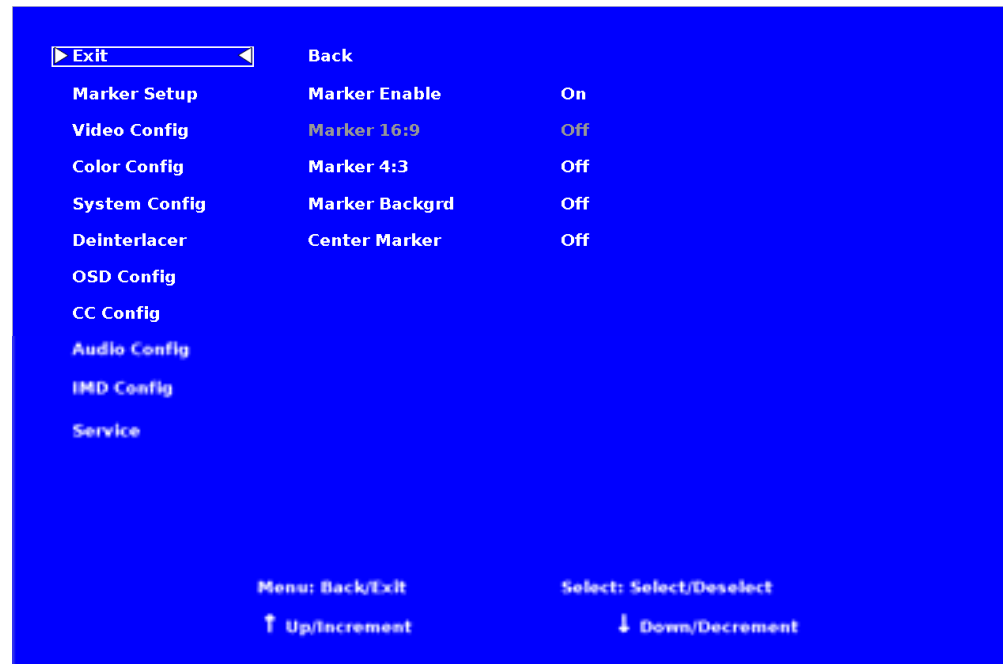 Exit Back
Marker Setup Marker Enable On
Video Config Marker 16:9 Off
Color Config Marker 4:3 Off
System Config Marker Backgrd Off
Deinterlacer Center Marker Off
OSD Config
CC Config
Audio Config
IMD Config
Service
Menu: Back/Exit Select: Select/Deselect
↑ Up/Increment ↓ Down/Decrement